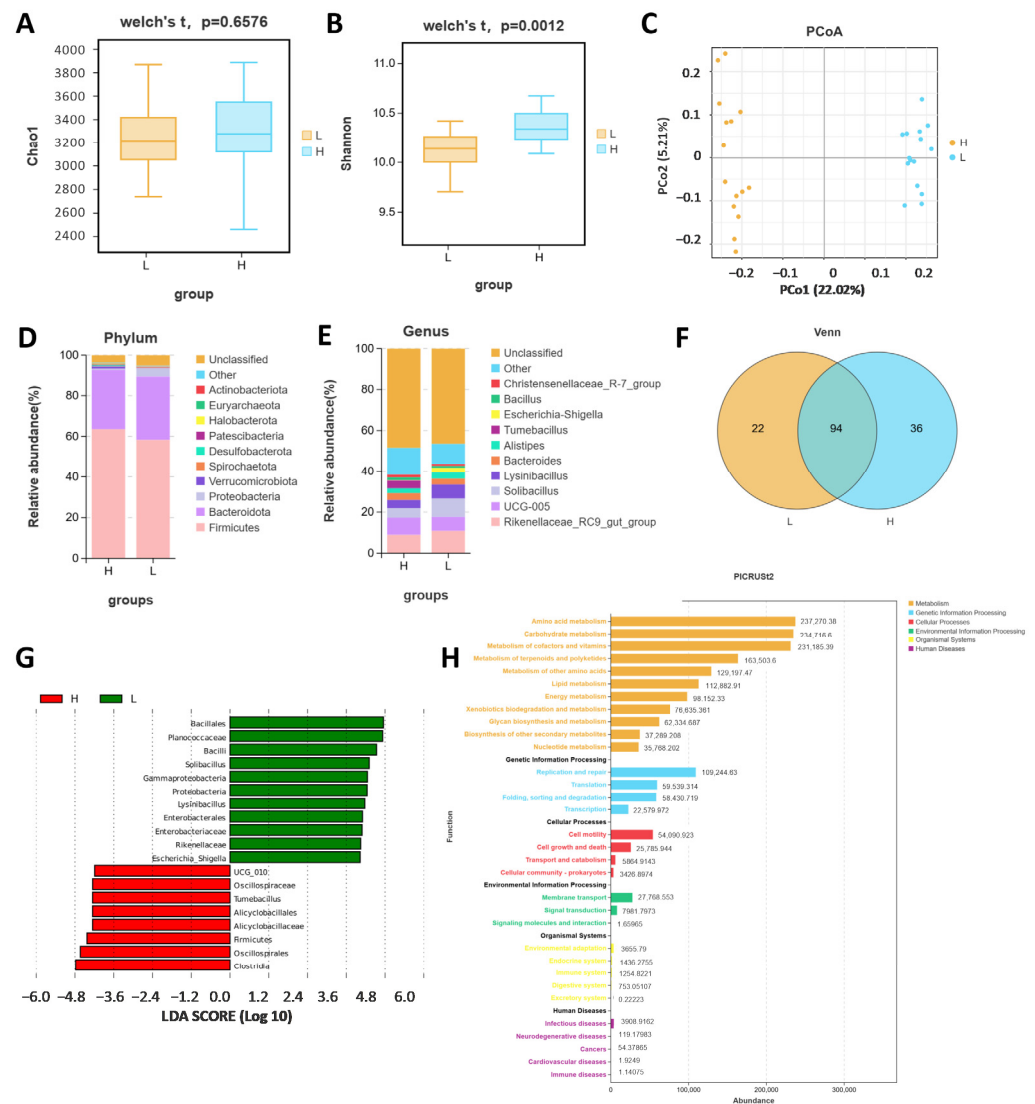 A
welch's t, p=0.6576
Chao1
4000
3800
3600
3400
3200
3000
2800
2600
2400
L
H
group
L
H
B
welch's t, p=0.0012
Shannon
11.0
10.5
10.0
9.5
L
H
group
L
H
C
PCoA
PCo2 (5.21%)
0.2
0.1
0
−0.1
−0.2
−0.2
−0.1
0
0.1
0.2
PCo1 (22.02%)
H
L
D
Phylum
Relative abundance(%)
100
80
60
40
20
0
H
L
groups
Unclassified
Other
Actinobacteriota
Euryarchaeota
Halobacterota
Patescibacteria
Desulfobacterota
Spirochaetota
Verrucomicrobiota
Proteobacteria
Bacteroidota
Firmicutes
E
Genus
Relative abundance(%)
100
80
60
40
20
0
H
L
groups
Unclassified
Other
Christensenellaceae_R-7_group
Bacillus
Escherichia-Shigella
Tumebacillus
Alistipes
Bacteroides
Lysinibacillus
Solibacillus
UCG-005
Rikenellaceae_RC9_gut_group
F
Venn
22
94
36
L
H
G
H
L
Bacillales
Planococcaceae
Bacilli
Solibacillus
Gammaproteobacteria
Proteobacteria
Lysinibacillus
Enterobacterales
Enterobacteriaceae
Rikenellaceae
Escherichia_Shigella
UCG_010
Oscillospiraceae
Tumebacillus
Alicyclobacillales
Alicyclobacillaceae
Firmicutes
Oscillospirales
Clostridia
−6.0 −4.8 −3.6 −2.4 −1.2 0.0 1.2 2.4 3.6 4.8 6.0
LDA SCORE (Log 10)
H
PICRUSt2
Function
Amino acid metabolism 237,270.38
Carbohydrate metabolism 234,716.6
Metabolism of cofactors and vitamins 231,185.39
Metabolism of terpenoids and polyketides 163,503.6
Metabolism of other amino acids 129,197.47
Lipid metabolism 112,882.91
Energy metabolism 98,152.33
Xenobiotics biodegradation and metabolism 76,635.361
Glycan biosynthesis and metabolism 62,334.687
Biosynthesis of other secondary metabolites 37,289.208
Nucleotide metabolism 35,768.202
Genetic Information Processing
Replication and repair 109,244.63
Translation 59,539.314
Folding, sorting and degradation 58,430.719
Transcription 22,579.972
Cellular Processes
Cell motility 54,090.923
Cell growth and death 25,785.944
Transport and catabolism 5864.9143
Cellular community - prokaryotes 3426.8974
Environmental Information Processing
Membrane transport 27,768.553
Signal transduction 7981.7973
Signaling molecules and interaction 1.65965
Organismal Systems
Environmental adaptation 3655.79
Endocrine system 1436.2755
Immune system 1254.8221
Digestive system 753.05107
Excretory system 0.22223
Human Diseases
Infectious diseases 3908.9162
Neurodegenerative diseases 119.17983
Cancers 54.37865
Cardiovascular diseases 1.9249
Immune diseases 1.14075
0 100,000 200,000 300,000
Abundance
Metabolism
Genetic Information Processing
Cellular Processes
Environmental Information Processing
Organismal Systems
Human Diseases